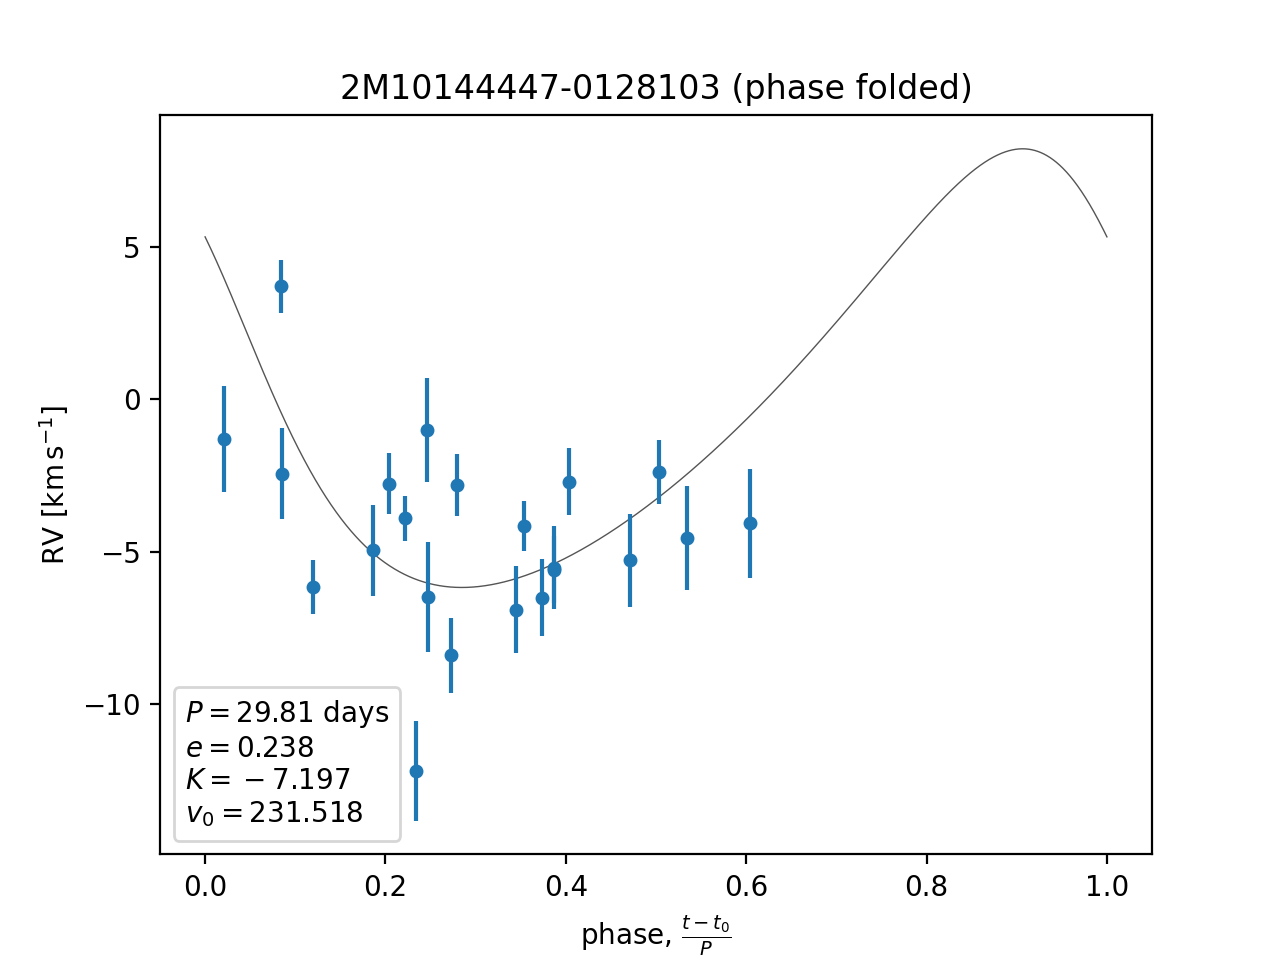 2M10144447-0128103 (phase folded)
RV [km s⁻¹]
5
0
−5
−10
P = 29.81 days
e = 0.238
K = −7.197
v₀ = 231.518
0.0 0.2 0.4 0.6 0.8 1.0
phase, (t − t₀)/P